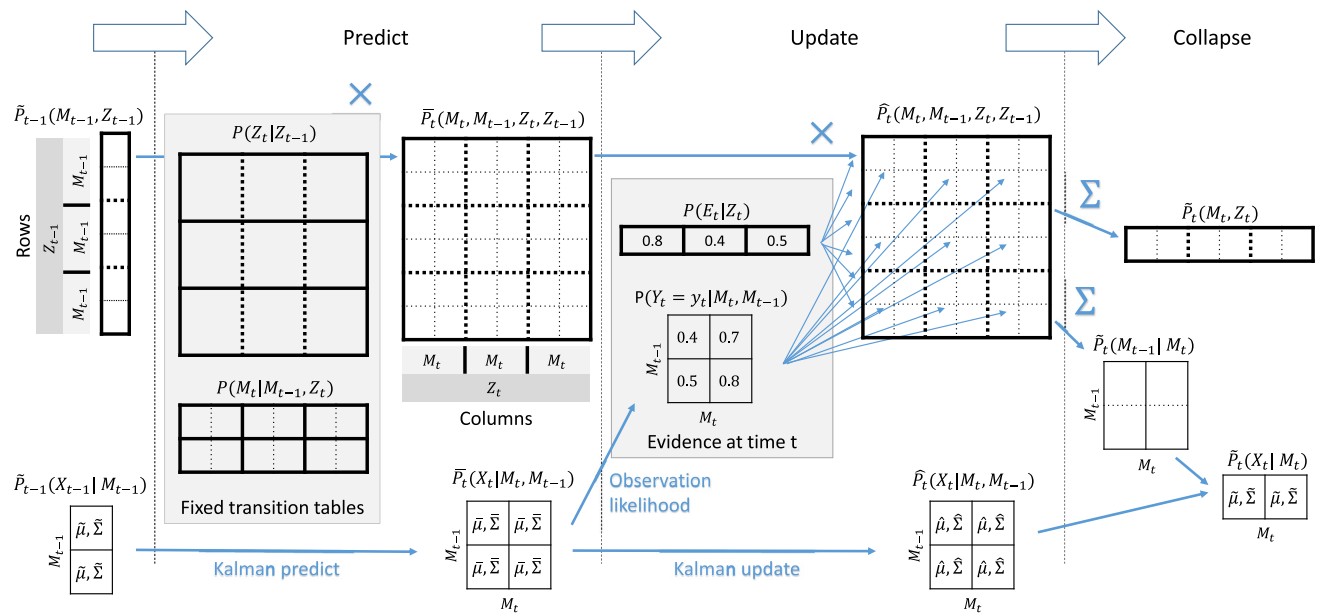 Predict
Update
Collapse
P̃ₜ₋₁(Mₜ₋₁, Zₜ₋₁)
Rows
Zₜ₋₁
Mₜ₋₁
Mₜ₋₁
Mₜ₋₁
×
P(Zₜ|Zₜ₋₁)
P(Mₜ|Mₜ₋₁, Zₜ)
Fixed transition tables
P̅ₜ(Mₜ, Mₜ₋₁, Zₜ, Zₜ₋₁)
Mₜ Mₜ Mₜ
Zₜ
Columns
×
P(Eₜ|Zₜ)
0.8 0.4 0.5
P(Yₜ = yₜ|Mₜ, Mₜ₋₁)
Mₜ₋₁
0.4 0.7
0.5 0.8
Mₜ
Evidence at time t
P̂ₜ(Mₜ, Mₜ₋₁, Zₜ, Zₜ₋₁)
Σ
P̃ₜ(Mₜ, Zₜ)
Σ
P̃ₜ(Mₜ₋₁| Mₜ)
Mₜ₋₁
Mₜ
P̃ₜ₋₁(Xₜ₋₁| Mₜ₋₁)
Mₜ₋₁
μ̃, Σ̃
μ̃, Σ̃
Kalman predict
P̅ₜ(Xₜ|Mₜ, Mₜ₋₁)
Mₜ₋₁
μ̅, Σ̅ μ̅, Σ̅
μ̅, Σ̅ μ̅, Σ̅
Mₜ
Observation
likelihood
Kalman update
P̂ₜ(Xₜ|Mₜ, Mₜ₋₁)
Mₜ₋₁
μ̂, Σ̂ μ̂, Σ̂
μ̂, Σ̂ μ̂, Σ̂
Mₜ
P̃ₜ(Xₜ| Mₜ)
μ̃, Σ̃ μ̃, Σ̃
Mₜ